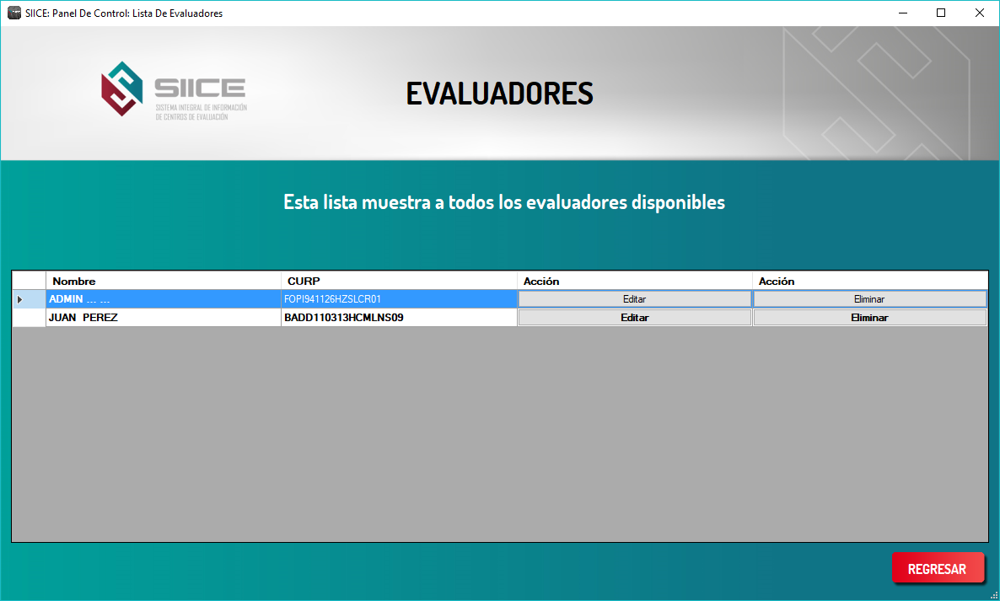 SIICE: Panel De Control: Lista De Evaluadores
SIICE
SISTEMA INTEGRAL DE INFORMACIÓN
DE CENTROS DE EVALUACIÓN
EVALUADORES
Esta lista muestra a todos los evaluadores disponibles
Nombre CURP Acción Acción
ADMIN ... ... FOPI941126HZSLCR01 Editar Eliminar
JUAN PEREZ BADD110313HCMLNS09 Editar Eliminar
REGRESAR